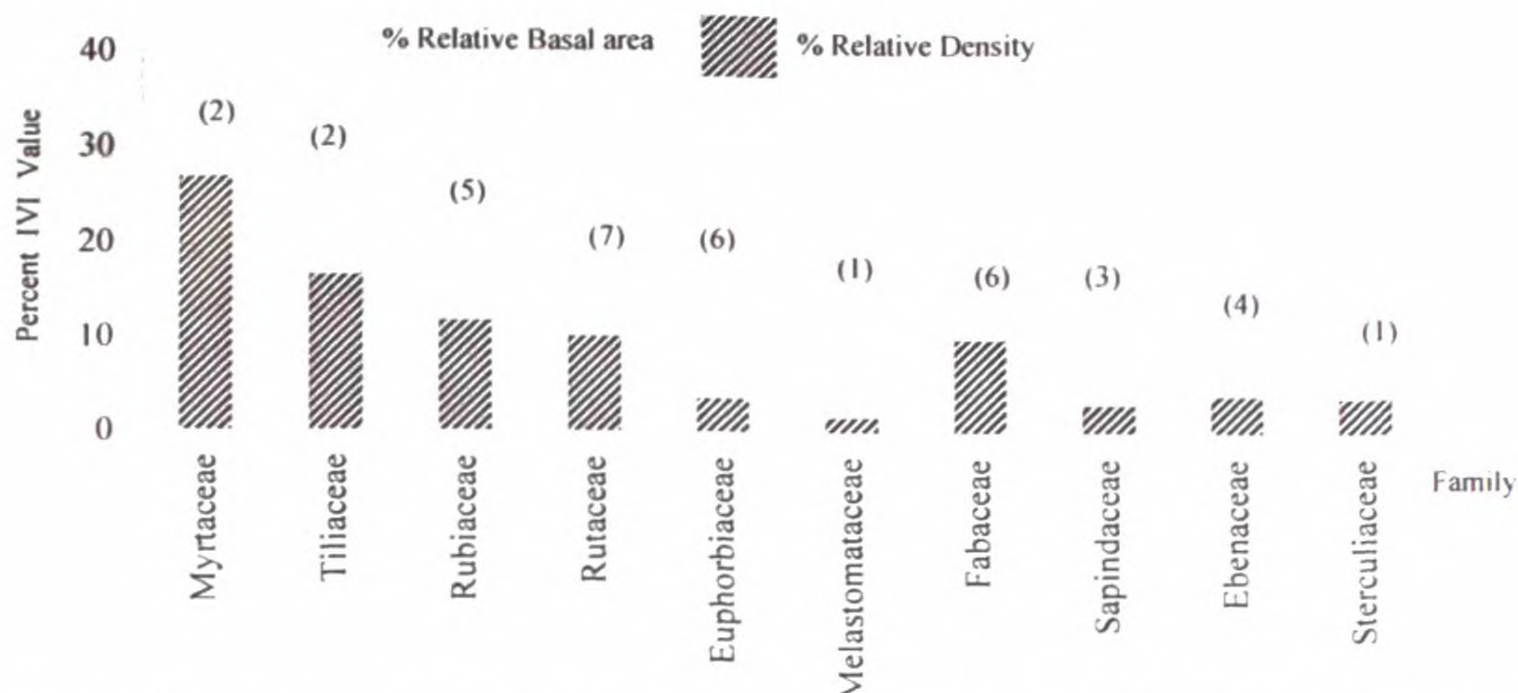 % Relative Basal area % Relative Density
Percent IVI Value
40
30
20
10
0
(2) (2) (5) (7) (6) (1) (6) (3) (4) (1)
Myrtaceae Tiliaceae Rubiaceae Rutaceae Euphorbiaceae Melastomataceae Fabaceae Sapindaceae Ebenaceae Sterculiaceae
Family